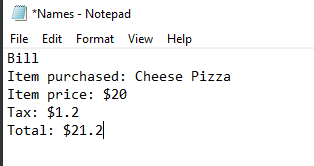 *Names - Notepad
File Edit Format View Help
Bill
Item purchased: Cheese Pizza
Item price: $20
Tax: $1.2
Total: $21.2